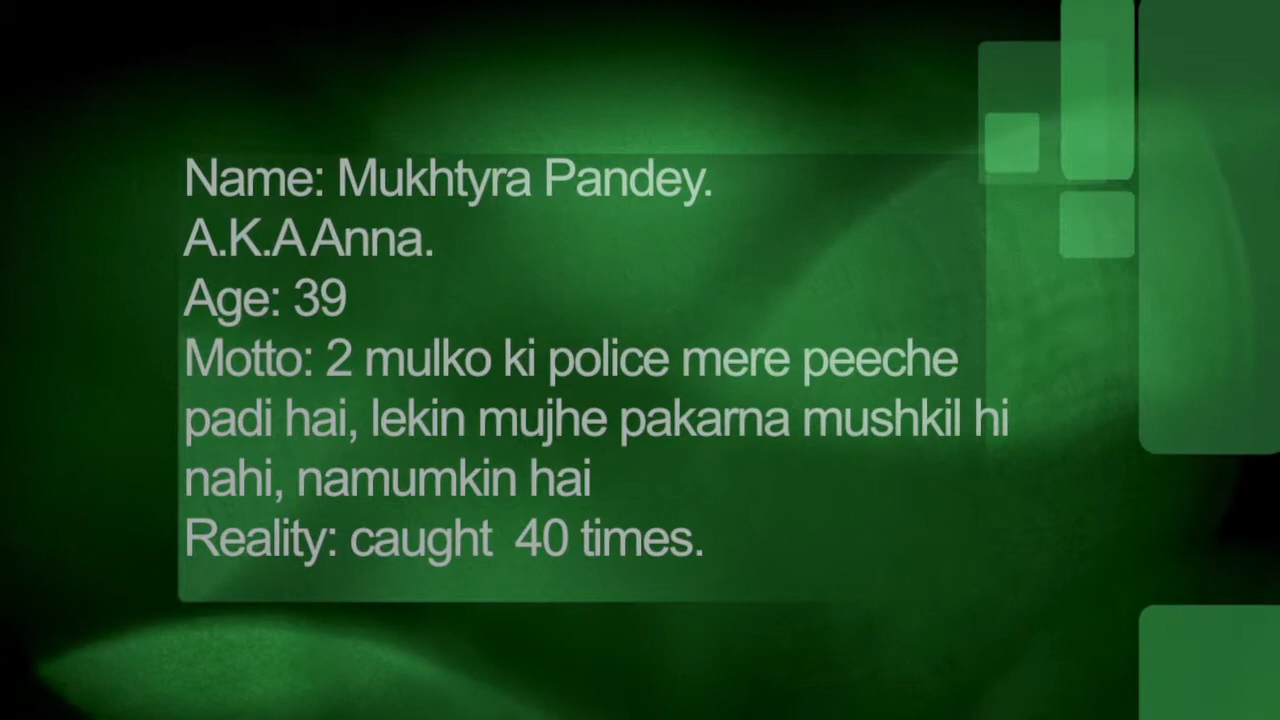 Name: Mukhtyra Pandey.
A.K.A Anna.
Age: 39
Motto: 2 mulko ki police mere peeche
padi hai, lekin mujhe pakarna mushkil hi
nahi, namumkin hai
Reality: caught  40 times.